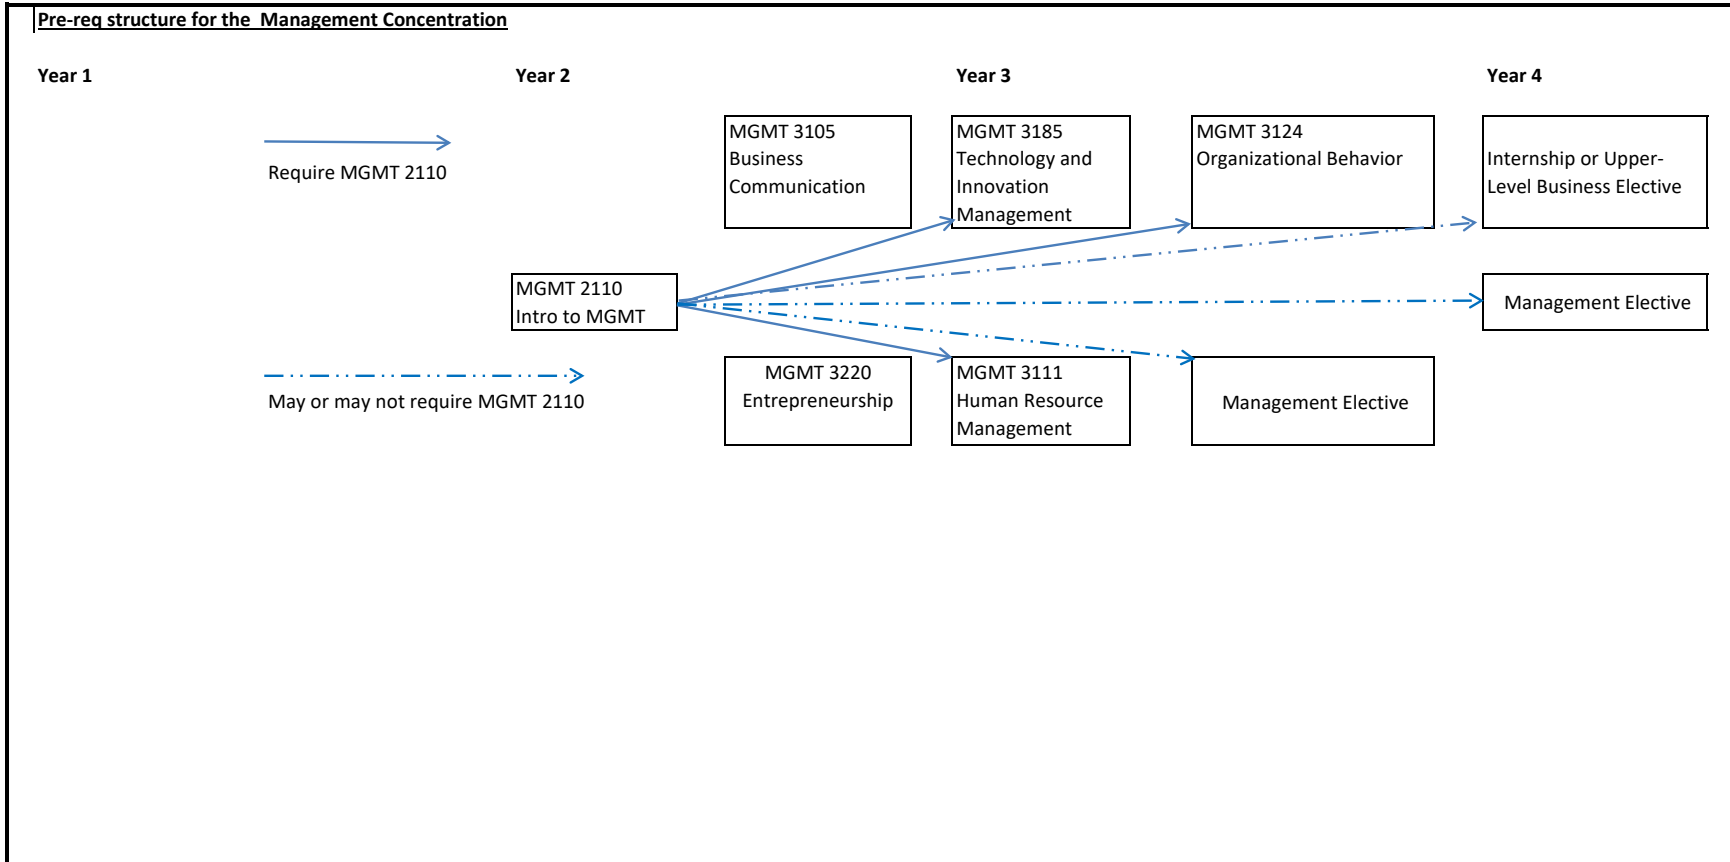 Pre-req structure for the  Management Concentration
Year 1
Year 2
Year 3
Year 4
Require MGMT 2110
MGMT 3105
Business
Communication
MGMT 3185
Technology and
Innovation
Management
MGMT 3124
Organizational Behavior
Internship or Upper-
Level Business Elective
MGMT 2110
Intro to MGMT
Management Elective
May or may not require MGMT 2110
MGMT 3220
Entrepreneurship
MGMT 3111
Human Resource
Management
Management Elective